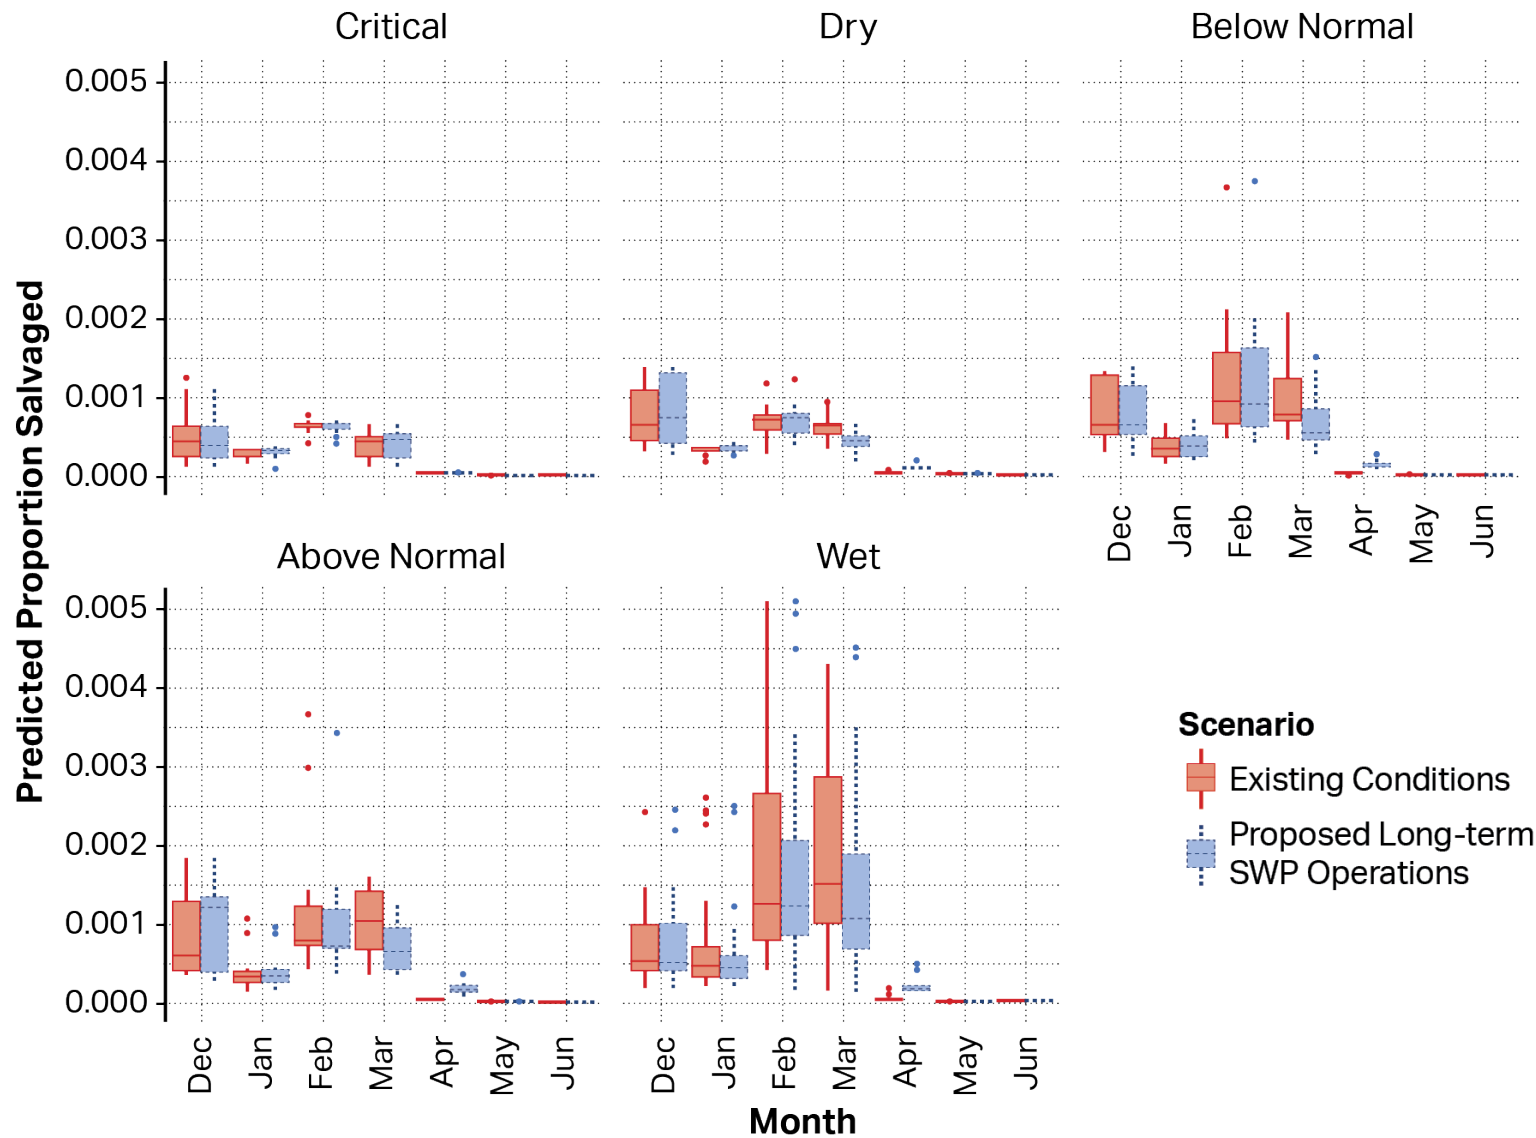 Critical
Dry
Below Normal
Predicted Proportion Salvaged
0.005
0.004
0.003
0.002
0.001
0.000
Dec Jan Feb Mar Apr May Jun
Above Normal
Wet
0.005
0.004
0.003
0.002
0.001
0.000
Dec Jan Feb Mar Apr May Jun
Dec Jan Feb Mar Apr May Jun
Month
Scenario
Existing Conditions
Proposed Long-term
SWP Operations